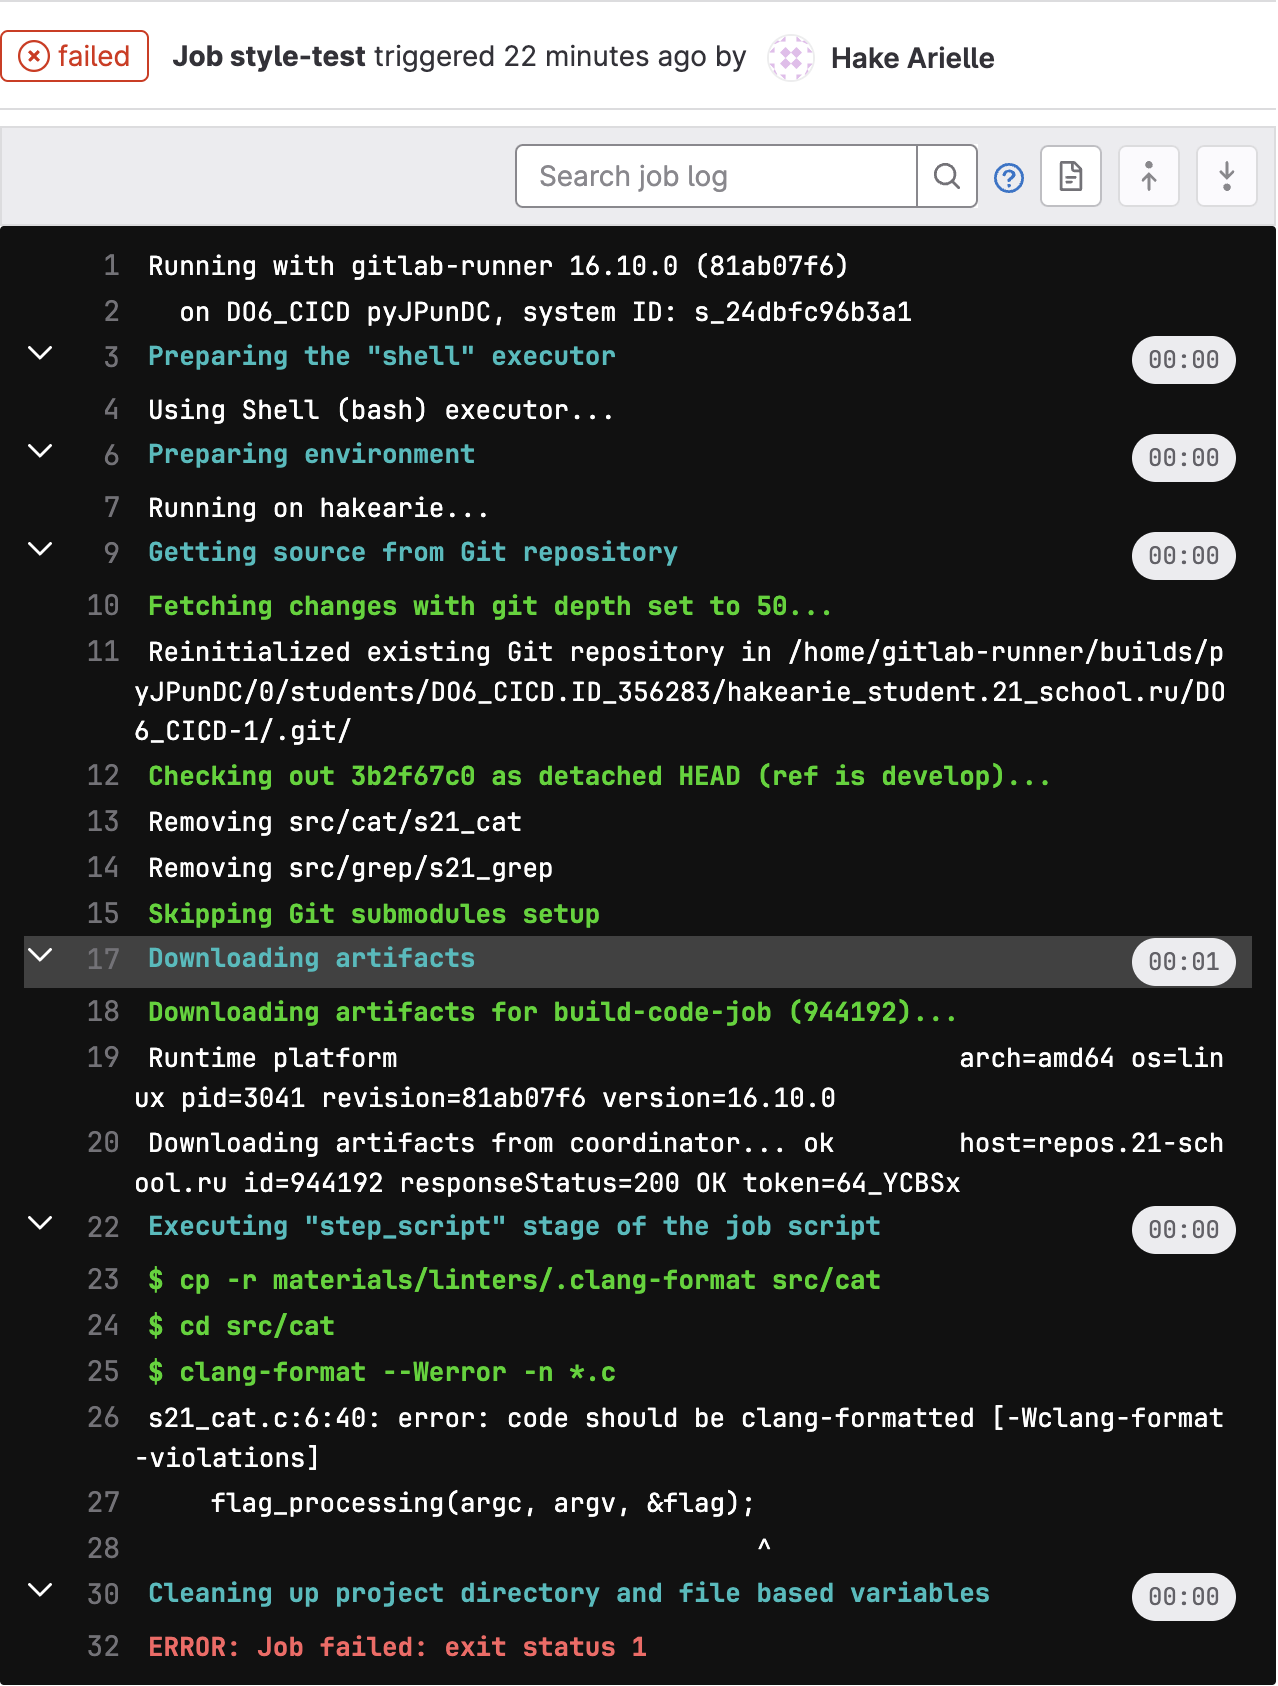 failed Job style-test triggered 22 minutes ago by Hake Arielle
Search job log
1 Running with gitlab-runner 16.10.0 (81ab07f6)
2 on DO6_CICD pyJPunDC, system ID: s_24dbfc96b3a1
3 Preparing the "shell" executor 00:00
4 Using Shell (bash) executor...
6 Preparing environment 00:00
7 Running on hakearie...
9 Getting source from Git repository 00:00
10 Fetching changes with git depth set to 50...
11 Reinitialized existing Git repository in /home/gitlab-runner/builds/p
yJPunDC/0/students/DO6_CICD.ID_356283/hakearie_student.21_school.ru/DO
6_CICD-1/.git/
12 Checking out 3b2f67c0 as detached HEAD (ref is develop)...
13 Removing src/cat/s21_cat
14 Removing src/grep/s21_grep
15 Skipping Git submodules setup
17 Downloading artifacts 00:01
18 Downloading artifacts for build-code-job (944192)...
19 Runtime platform arch=amd64 os=lin
ux pid=3041 revision=81ab07f6 version=16.10.0
20 Downloading artifacts from coordinator... ok host=repos.21-sch
ool.ru id=944192 responseStatus=200 OK token=64_YCBSx
22 Executing "step_script" stage of the job script 00:00
23 $ cp -r materials/linters/.clang-format src/cat
24 $ cd src/cat
25 $ clang-format --Werror -n *.c
26 s21_cat.c:6:40: error: code should be clang-formatted [-Wclang-format
-violations]
27 flag_processing(argc, argv, &flag);
28 ^
30 Cleaning up project directory and file based variables 00:00
32 ERROR: Job failed: exit status 1